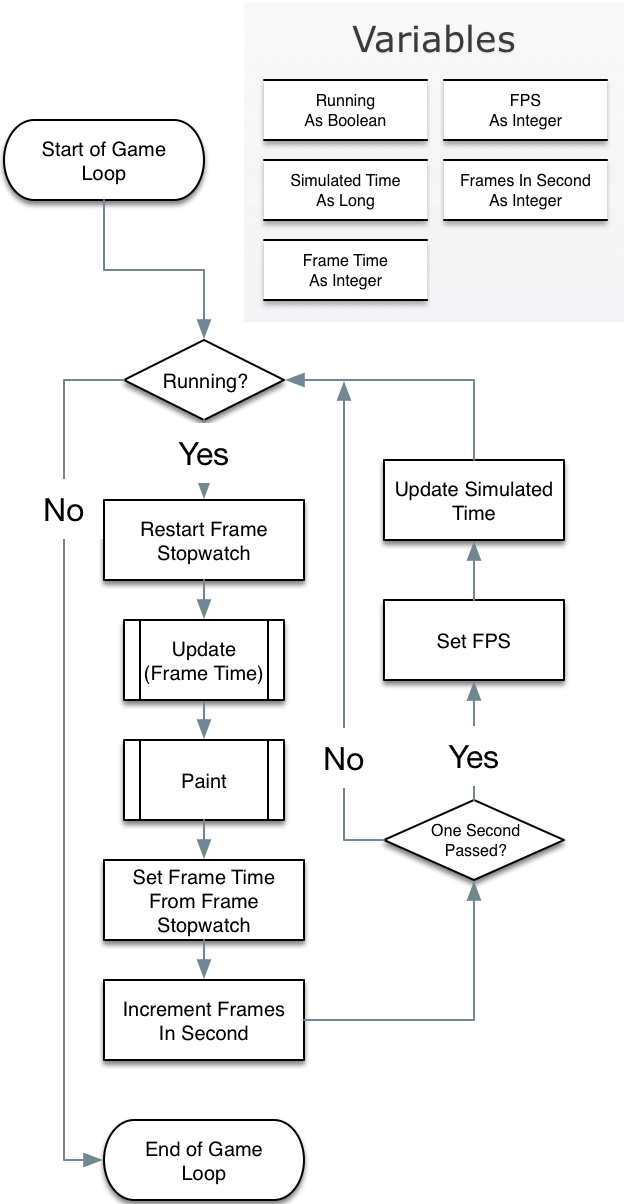 Variables
Running
As Boolean
FPS
As Integer
Simulated Time
As Long
Frames In Second
As Integer
Frame Time
As Integer
Start of Game
Loop
Running?
Yes
No
Restart Frame
Stopwatch
Update
(Frame Time)
Paint
Set Frame Time
From Frame
Stopwatch
Increment Frames
In Second
One Second
Passed?
No
Yes
Set FPS
Update Simulated
Time
End of Game
Loop